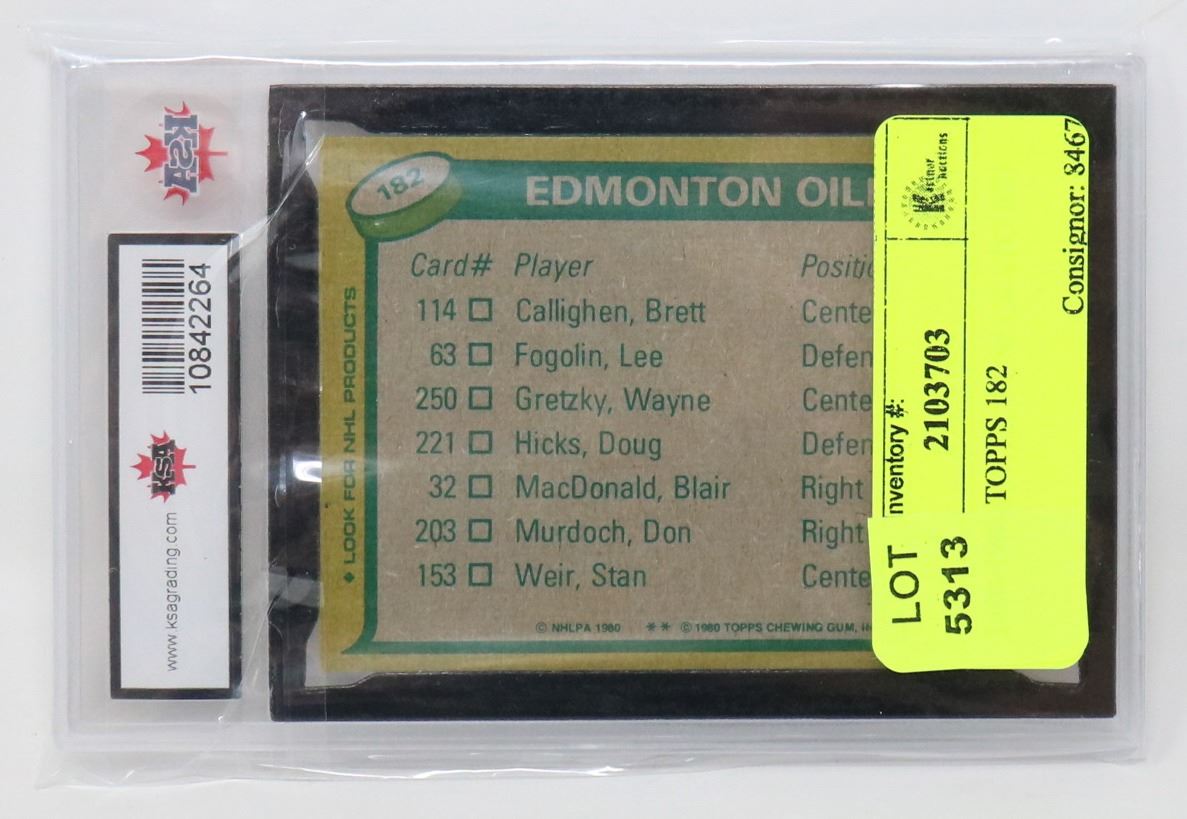 KSA
10842264
KSA
www.ksagrading.com
182
EDMONTON OIL
◆ LOOK FOR NHL PRODUCTS
Card# Player Positi
114 □ Callighen, Brett Cente
63 □ Fogolin, Lee Defen
250 □ Gretzky, Wayne Cente
221 □ Hicks, Doug Defen
32 □ MacDonald, Blair Right
203 □ Murdoch, Don Right
153 □ Weir, Stan Cente
© NHLPA 1980 ** © 1980 TOPPS CHEWING GUM, IN
Kastner Auctions
Consignor: 8467
nventory #:
2103703
TOPPS 182
LOT
5313